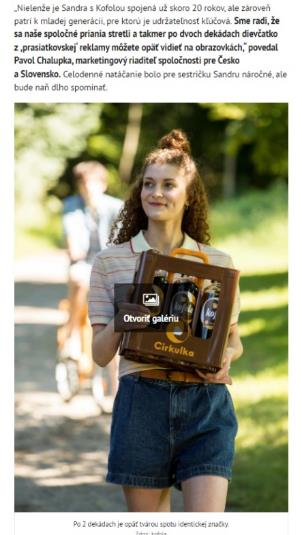 „Nielenže je Sandra s Kofolou spojená už skoro 20 rokov, ale zároveň
patrí k mladej generácii, pre ktorú je udržateľnosť kľúčová. Sme radi, že
sa naše spoločné priania stretli a takmer po dvoch dekádach dievčatko
z „prasiatkovskej´ reklamy môžete opäť vidieť na obrazovkách,“ povedal
Pavol Chalupka, marketingový riaditeľ spoločnosti pre Česko
a Slovensko. Celodenné natáčanie bolo pre sestričku Sandru náročné, ale
bude naň dlho spomínať.
Otvoriť galériu
Cirkulka
Po 2 dekádach je opäť tvárou spotu identickej značky.